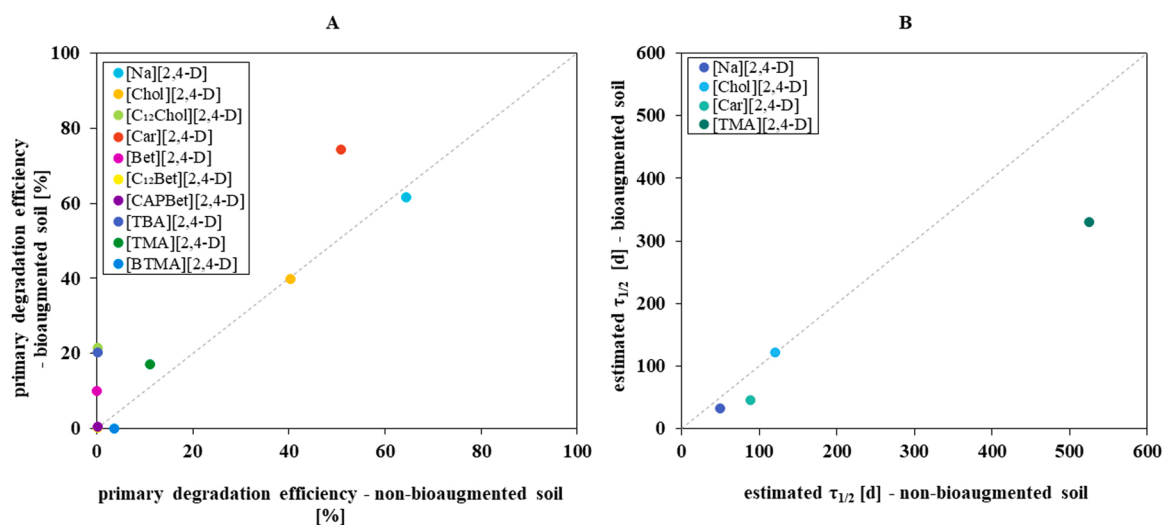 A
100
80
60
40
20
0
0
20
40
60
80
100
primary degradation efficiency
- bioaugmented soil [%]
primary degradation efficiency - non-bioaugmented soil
[%]
[Na][2,4-D]
[Chol][2,4-D]
[C₁₂Chol][2,4-D]
[Car][2,4-D]
[Bet][2,4-D]
[C₁₂Bet][2,4-D]
[CAPBet][2,4-D]
[TBA][2,4-D]
[TMA][2,4-D]
[BTMA][2,4-D]
B
600
500
400
300
200
100
0
0
100
200
300
400
500
600
estimated τ1/2 [d] - bioaugmented soil
estimated τ1/2 [d] - non-bioaugmented soil
[Na][2,4-D]
[Chol][2,4-D]
[Car][2,4-D]
[TMA][2,4-D]